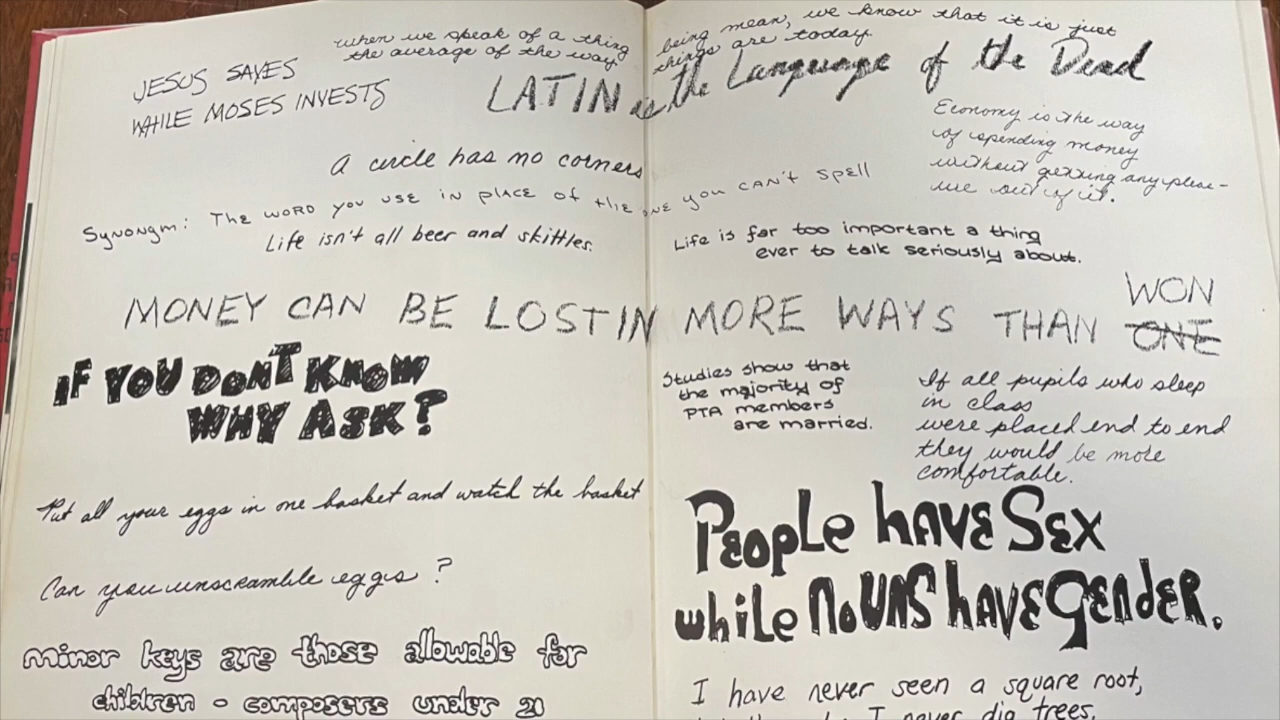 when we speak of a thing being mean, we know that it is just
the average of the way things are today.
JESUS SAVES
WHILE MOSES INVESTS
LATIN is the Language of the Dead
Economy is the way
of spending money
without getting any pleas-
ure out of it.
A circle has no corners
Synonym: The WORD you use in place of the one you can't spell
Life isn't all beer and skittles.
Life is far too important a thing
ever to talk seriously about.
MONEY CAN BE LOST IN MORE WAYS THAN ONE
WON
IF YOU DON'T KNOW
WHY ASK?
Studies show that
the majority of
PTA members
are married.
If all pupils who sleep
in class
were placed end to end
they would be more
comfortable.
Put all your eggs in one basket and watch the basket
Can you unscramble eggs?
People have Sex
while NOUNS have Gender.
minor keys are those allowable for
children - composers under 21
I have never seen a square root,
I never dig trees.